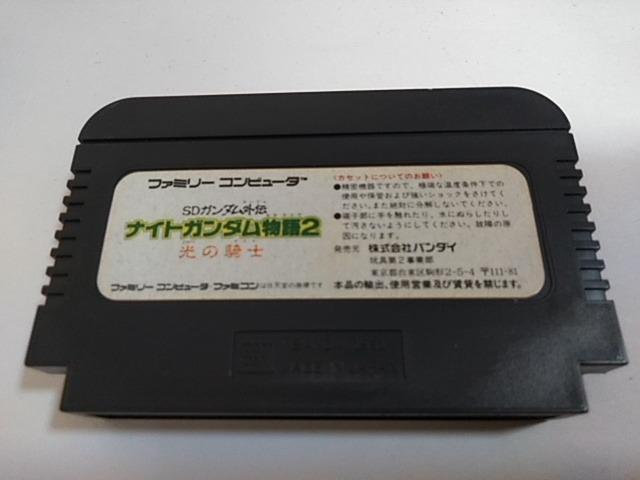 ファミリー コンピュータ™
SDガンダム外伝
ナイトガンダム物語2
光の騎士
ファミリー コンピュータ・ファミコンは任天堂の商標です
〈カセットについてのお願い〉
●精密機器ですので、極端な温度条件下での
使用や保管および強いショックをさけてく
ださい。また絶対に分解しないでください。
●端子部に手を触れたり、水にぬらしたりし
て汚さないようにしてください。故障の原
因になります。
発売元 株式会社バンダイ
玩具第2事業部
東京都台東区駒形2-5-4 〒111-81
本品の輸出、使用営業及び賃貸を禁じます。
MADE IN JAPAN